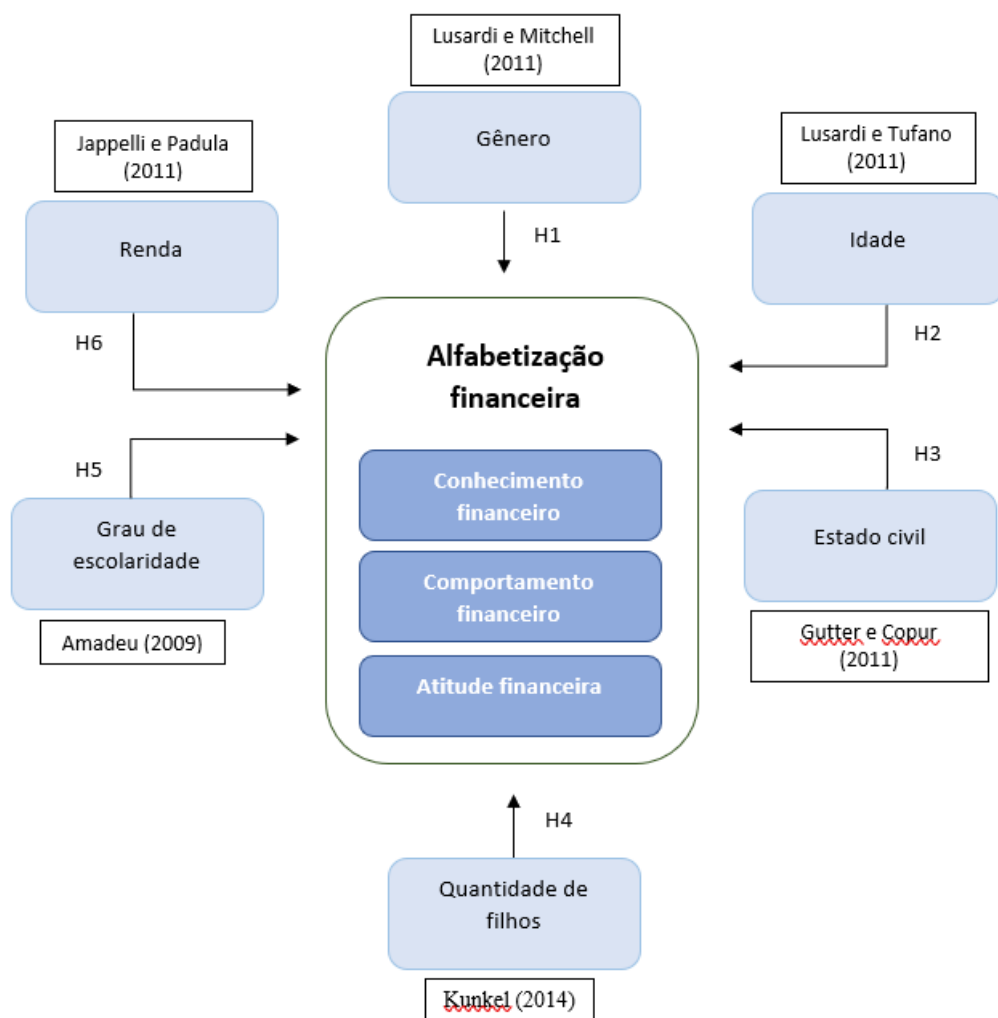 Lusardi e Mitchell
(2011)
Gênero
Jappelli e Padula
(2011)
Lusardi e Tufano
(2011)
Renda
Idade
H1
H6
H2
Alfabetização
financeira
H5
H3
Conhecimento
financeiro
Grau de
escolaridade
Estado civil
Comportamento
financeiro
Amadeu (2009)
Gutter e Copur
(2011)
Atitude financeira
H4
Quantidade de
filhos
Kunkel (2014)